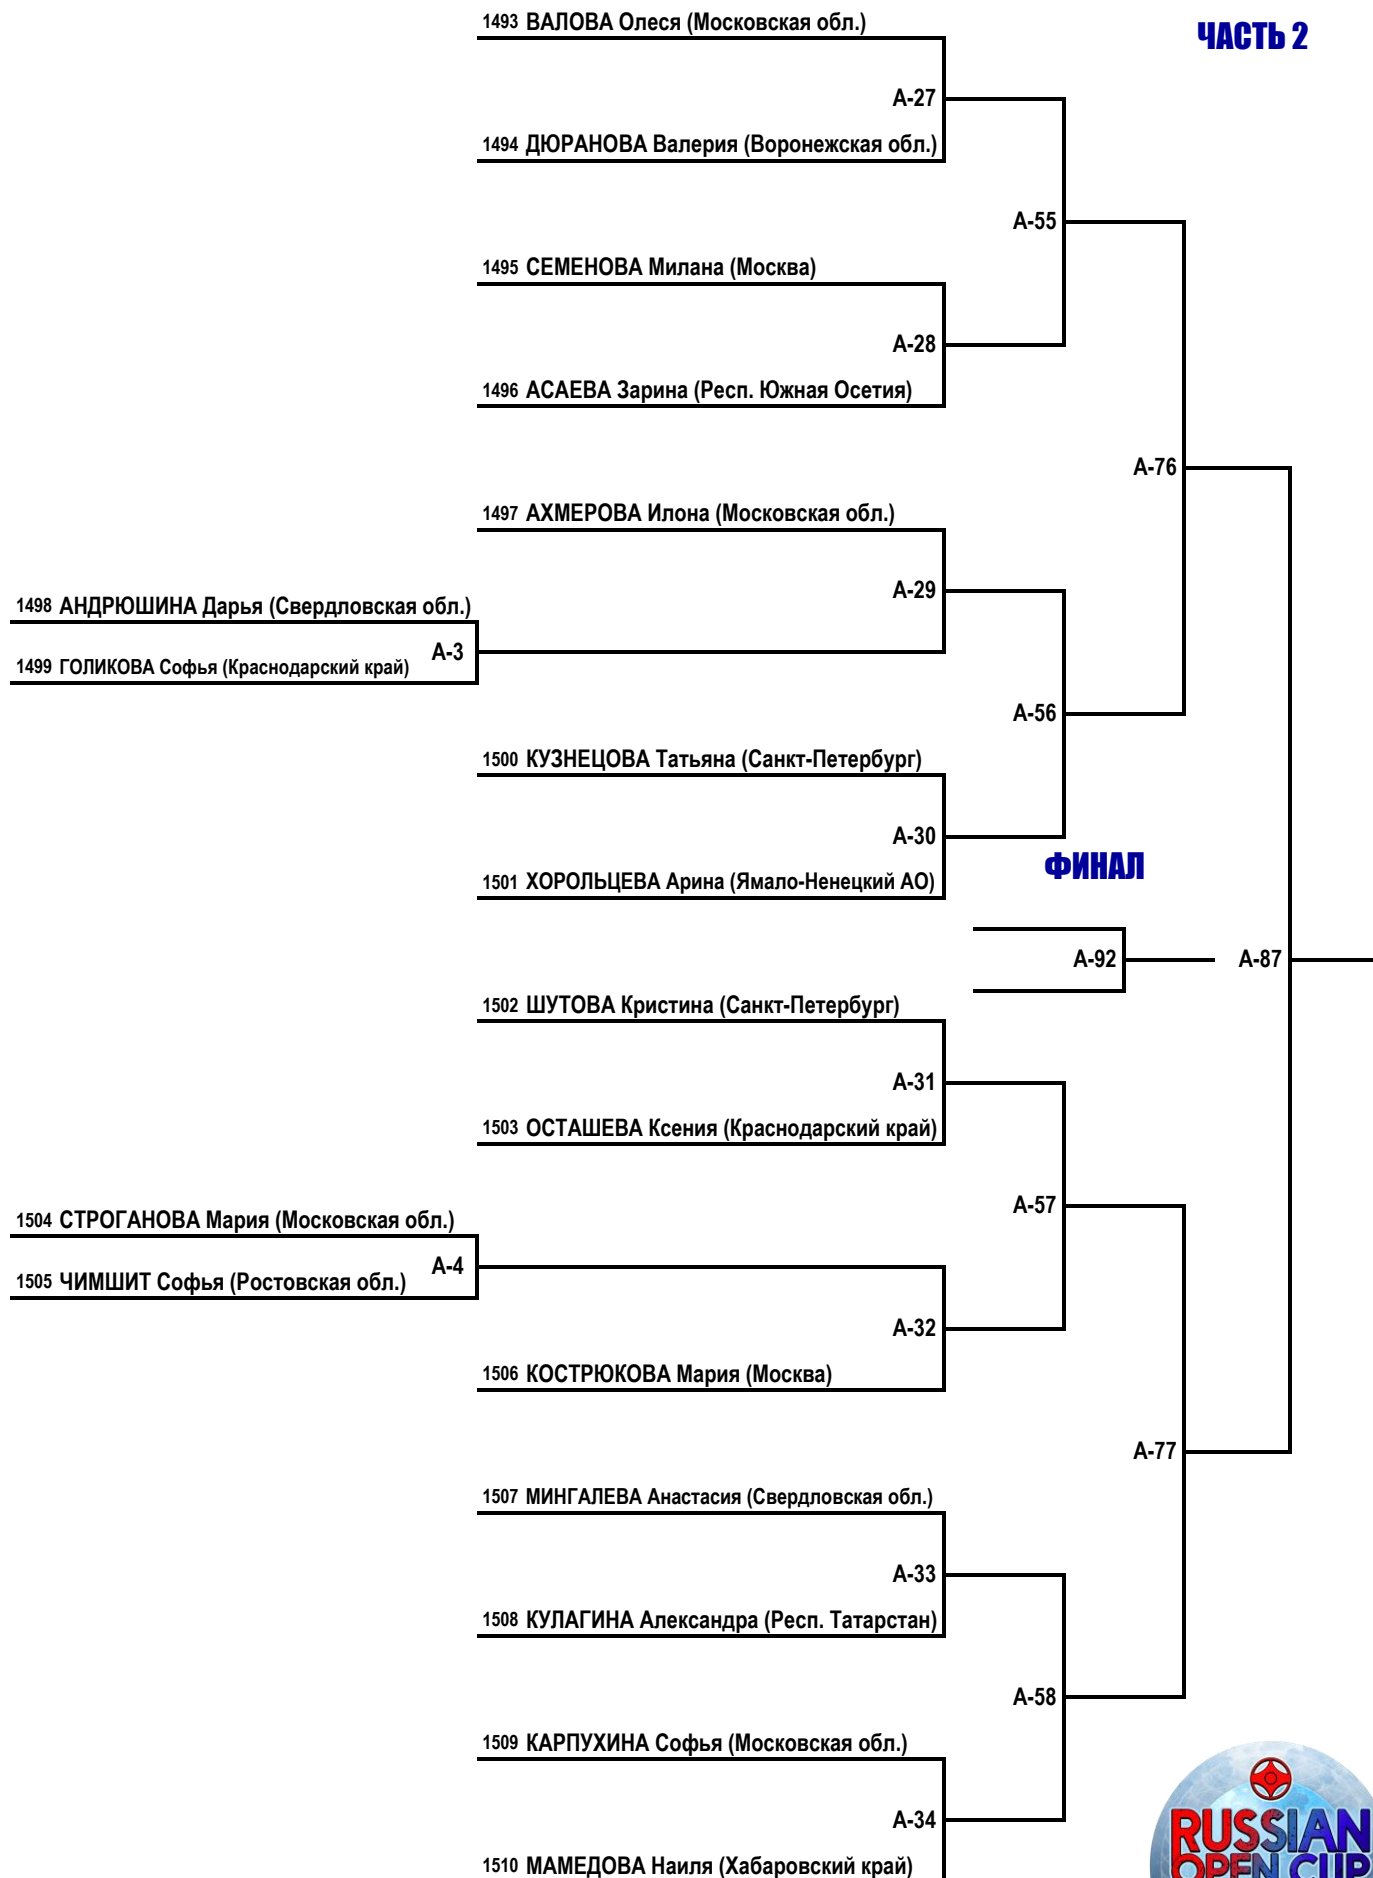 1493 ВАЛОВА Олеся (Московская обл.)
ЧАСТЬ 2
А-27
1494 ДЮРАНОВА Валерия (Воронежская обл.)
А-55
1495 СЕМЕНОВА Милана (Москва)
А-28
1496 АСАЕВА Зарина (Респ. Южная Осетия)
А-76
1497 АХМЕРОВА Илона (Московская обл.)
А-29
1498 АНДРЮШИНА Дарья (Свердловская обл.)
А-3
1499 ГОЛИКОВА Софья (Краснодарский край)
А-56
1500 КУЗНЕЦОВА Татьяна (Санкт-Петербург)
А-30
ФИНАЛ
1501 ХОРОЛЬЦЕВА Арина (Ямало-Ненецкий АО)
А-92
А-87
1502 ШУТОВА Кристина (Санкт-Петербург)
А-31
1503 ОСТАШЕВА Ксения (Краснодарский край)
А-57
1504 СТРОГАНОВА Мария (Московская обл.)
А-4
1505 ЧИМШИТ Софья (Ростовская обл.)
А-32
1506 КОСТРЮКОВА Мария (Москва)
А-77
1507 МИНГАЛЕВА Анастасия (Свердловская обл.)
А-33
1508 КУЛАГИНА Александра (Респ. Татарстан)
А-58
1509 КАРПУХИНА Софья (Московская обл.)
А-34
RUSSIAN
OPEN CUP
1510 МАМЕДОВА Наиля (Хабаровский край)